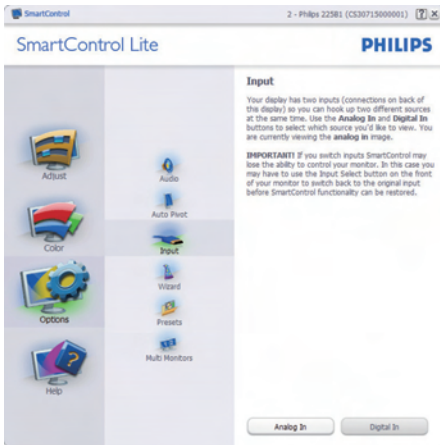 SmartControl
2 - Philips 225B1 (CS30715000001)
SmartControl Lite
PHILIPS
Adjust
Color
Options
Help
Audio
Auto Pivot
Input
Wizard
Presets
Multi Monitors
Input
Your display has two inputs (connections on back of
this display) so you can hook up two different sources
at the same time. Use the Analog In and Digital In
buttons to select which source you'd like to view. You
are currently viewing the analog in image.
IMPORTANT! If you switch inputs SmartControl may
lose the ability to control your monitor. In this case you
may have to use the Input Select button on the front
of your monitor to switch back to the original input
before SmartControl functionality can be restored.
Analog In
Digital In